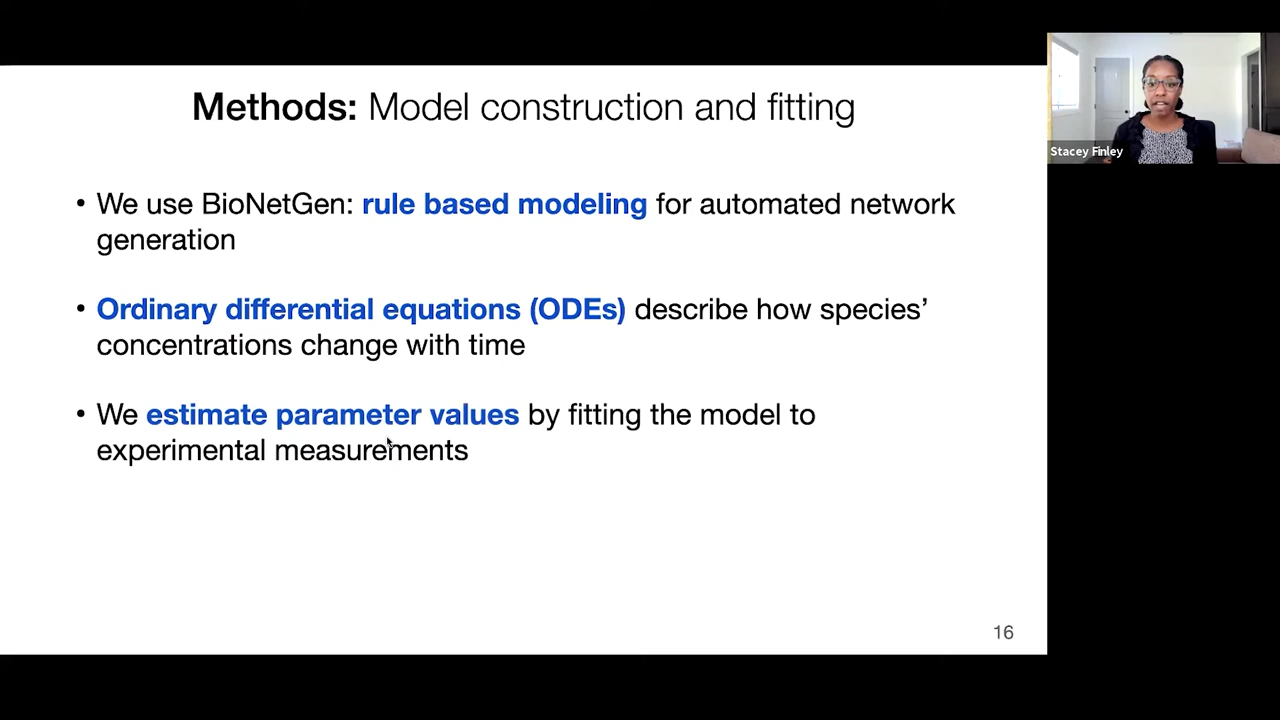 Methods: Model construction and fitting
Stacey Finley
• We use BioNetGen: rule based modeling for automated network
generation
• Ordinary differential equations (ODEs) describe how species’
concentrations change with time
• We estimate parameter values by fitting the model to
experimental measurements
16